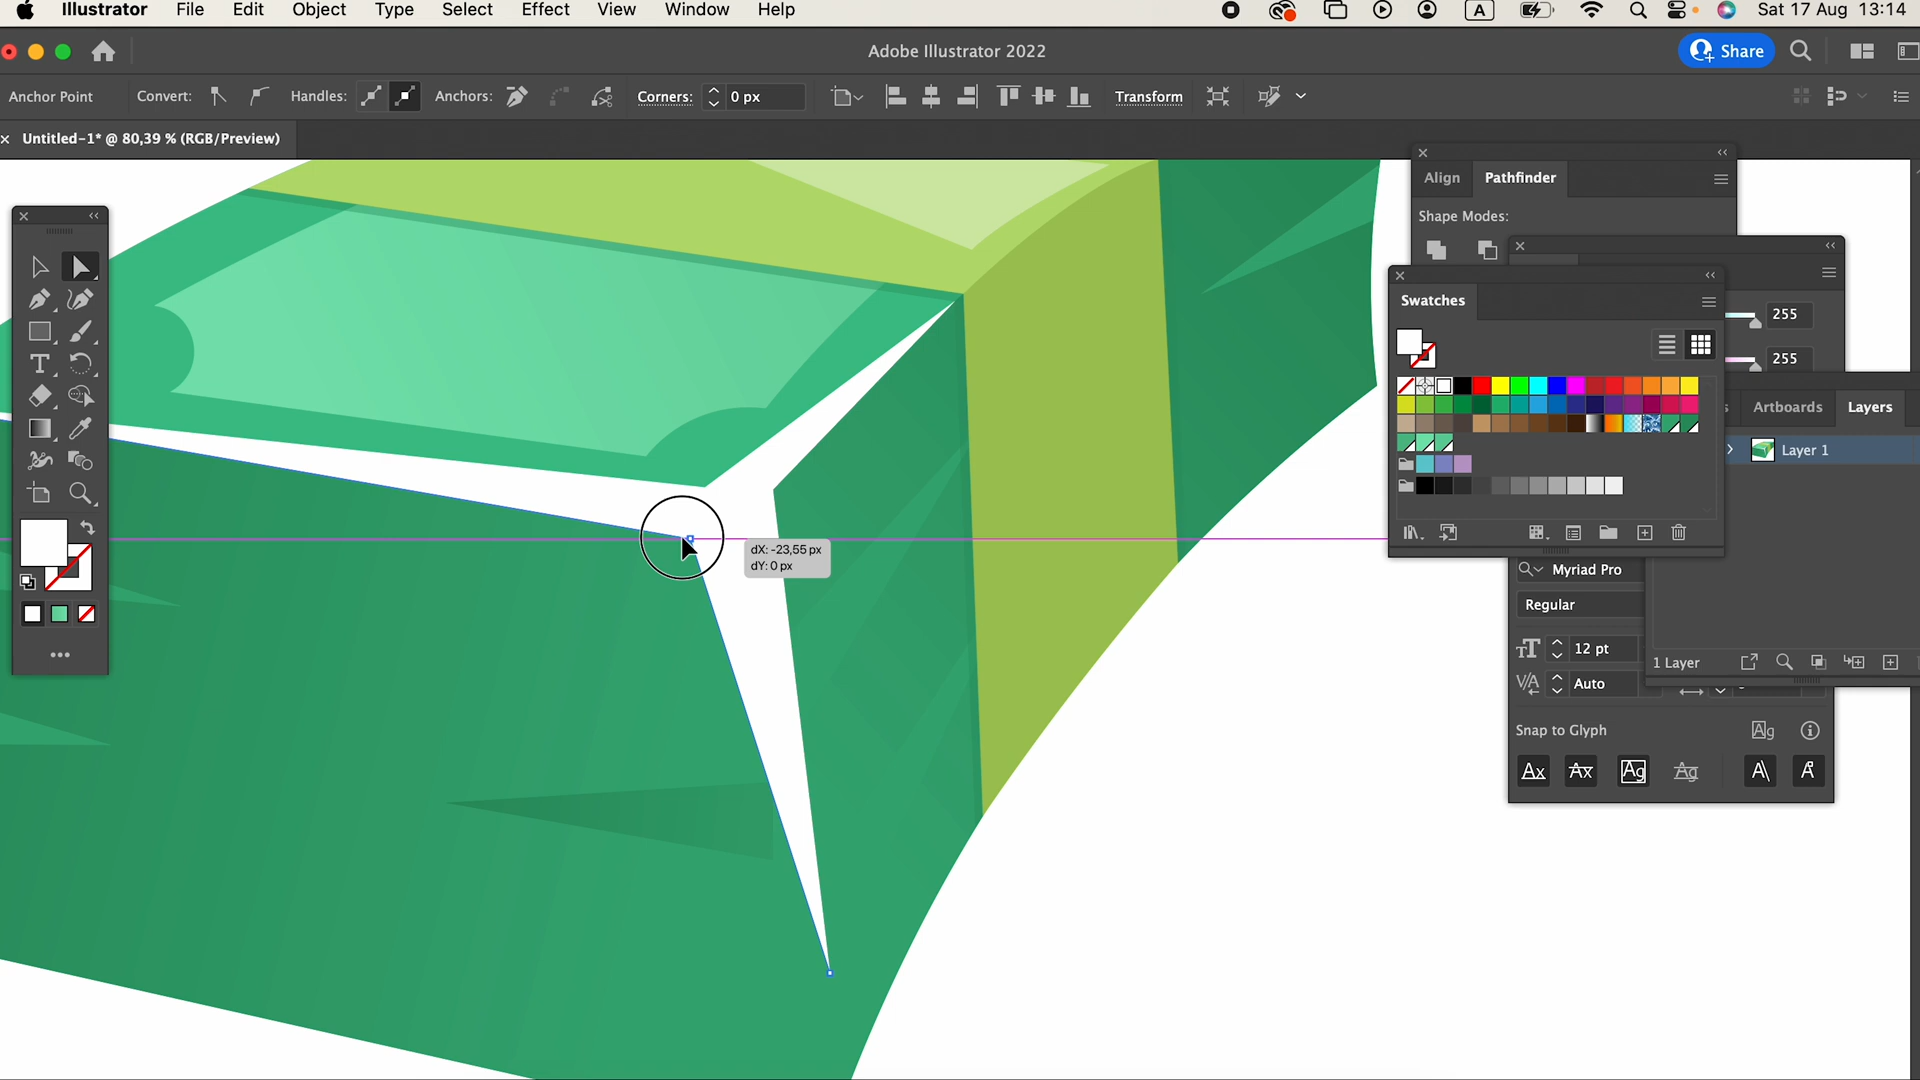 Illustrator File Edit Object Type Select Effect View Window Help
A
Sat 17 Aug 13:14
Adobe Illustrator 2022
Share
Anchor Point
Convert:
Handles:
Anchors:
Corners:
0 px
Transform
Untitled-1* @ 80,39 % (RGB/Preview)
Align
Pathfinder
Shape Modes:
Swatches
255
255
Artboards
Layers
Layer 1
dX: -23,55 px
dY: 0 px
Myriad Pro
Regular
12 pt
Auto
1 Layer
Snap to Glyph